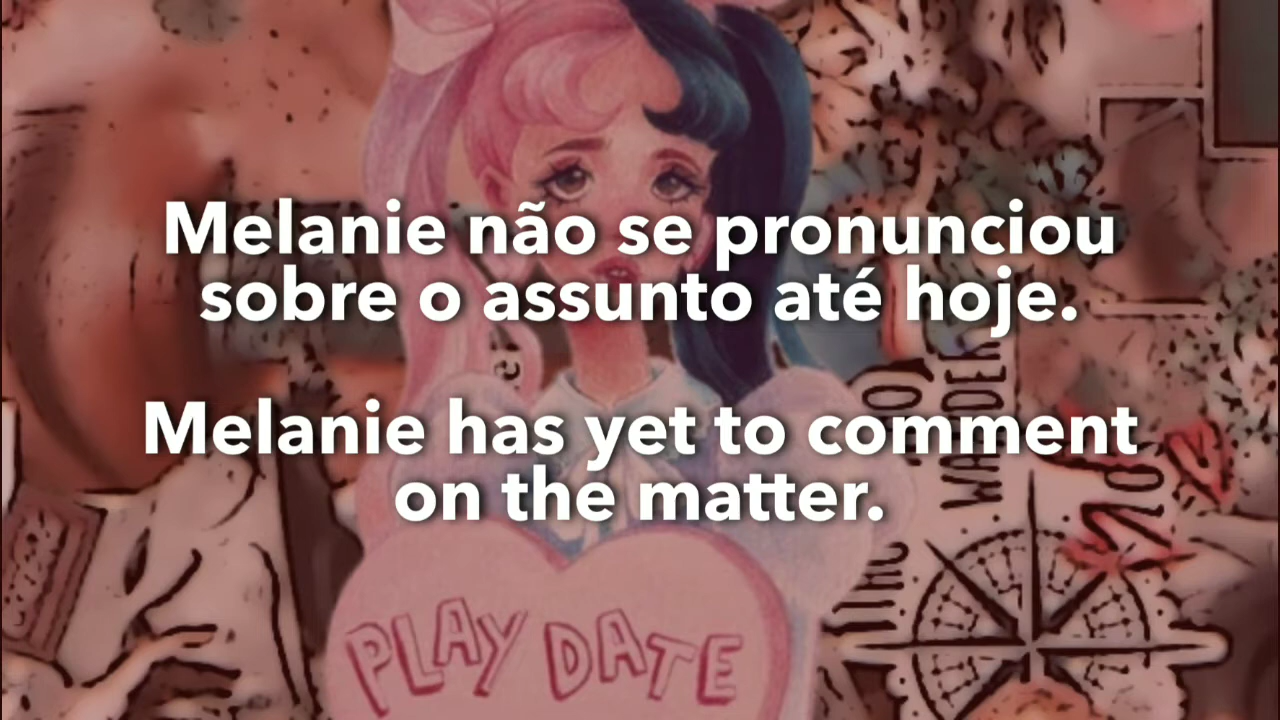 Melanie não se pronunciou
sobre o assunto até hoje.
Melanie has yet to comment
on the matter.
PLAY DATE